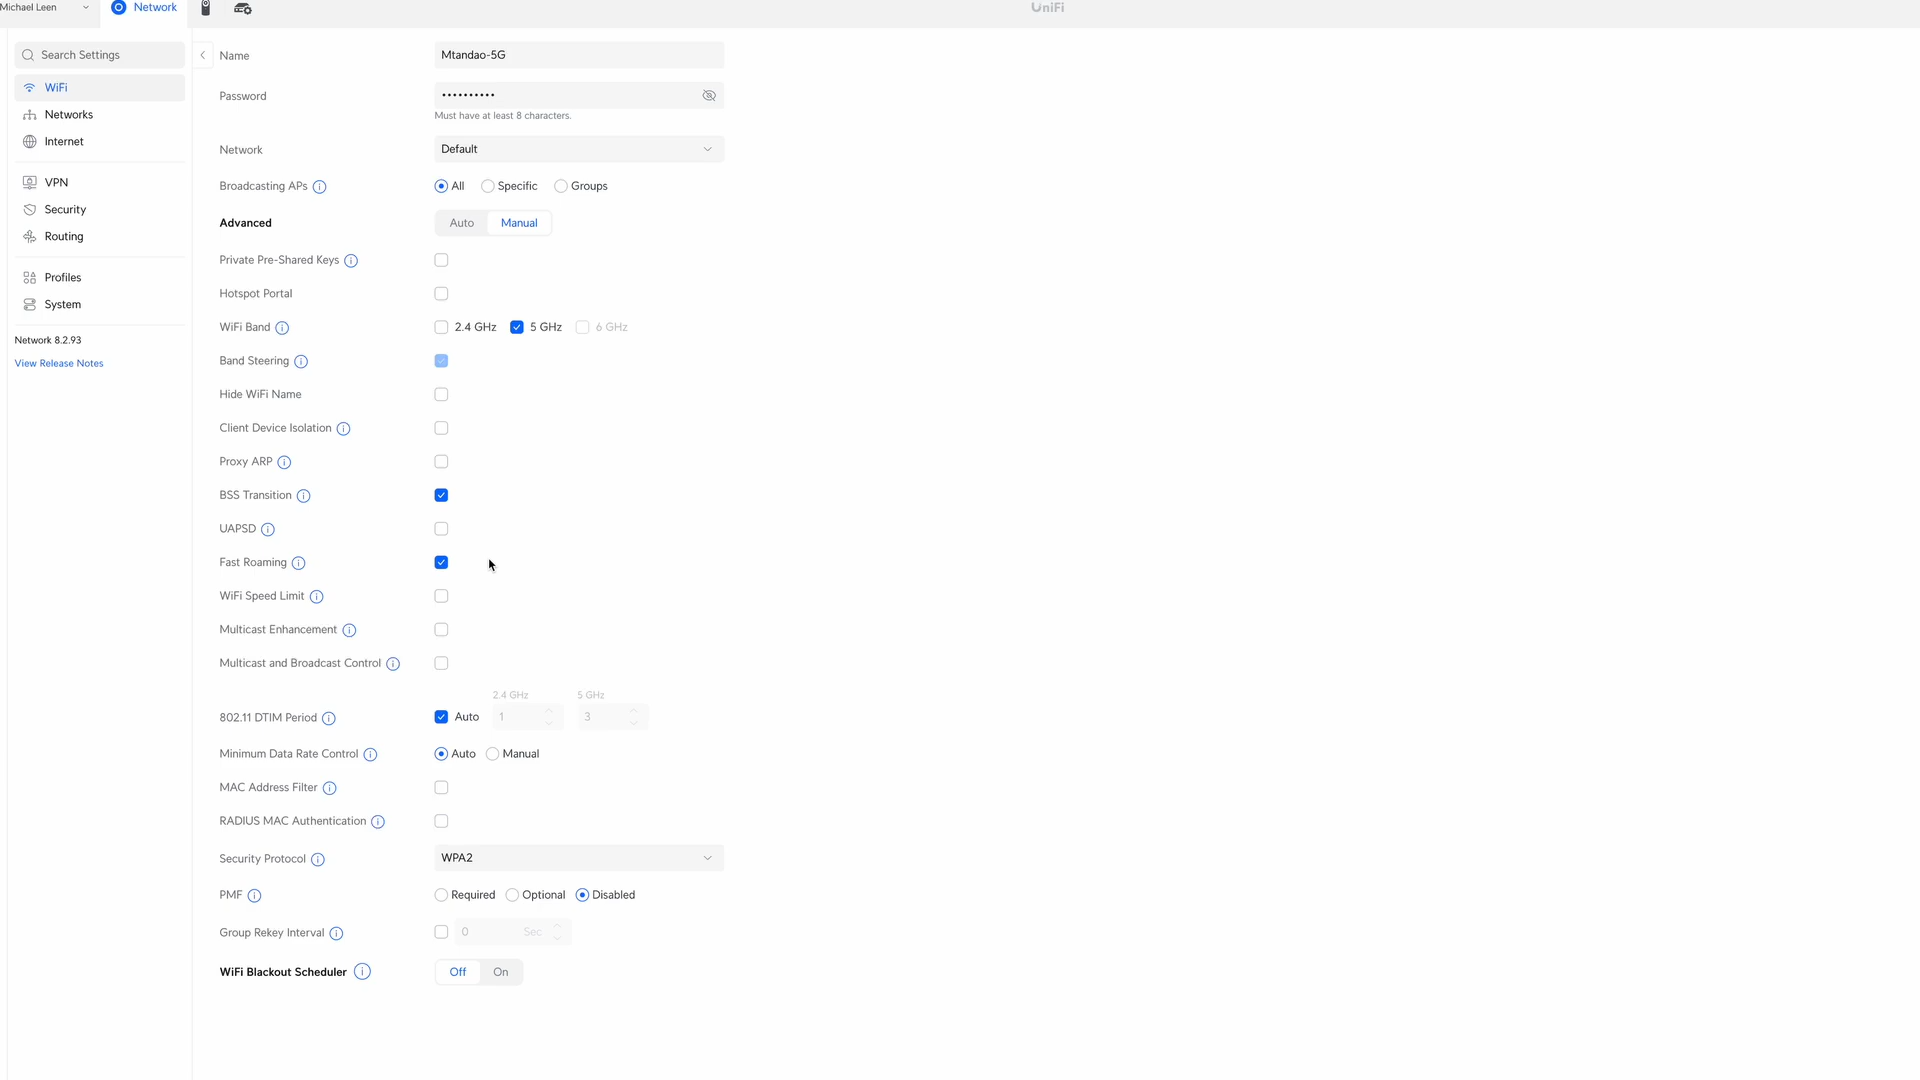 Michael Leen
Network
UniFi
Search Settings
WiFi
Networks
Internet
VPN
Security
Routing
Profiles
System
Network 8.2.93
View Release Notes
Name Mtandao-5G
Password ••••••••••
Must have at least 8 characters.
Network Default
Broadcasting APs All Specific Groups
Advanced Auto Manual
Private Pre-Shared Keys
Hotspot Portal
WiFi Band 2.4 GHz 5 GHz 6 GHz
Band Steering
Hide WiFi Name
Client Device Isolation
Proxy ARP
BSS Transition
UAPSD
Fast Roaming
WiFi Speed Limit
Multicast Enhancement
Multicast and Broadcast Control
2.4 GHz 5 GHz
802.11 DTIM Period Auto 1 3
Minimum Data Rate Control Auto Manual
MAC Address Filter
RADIUS MAC Authentication
Security Protocol WPA2
PMF Required Optional Disabled
Group Rekey Interval 0 Sec
WiFi Blackout Scheduler Off On